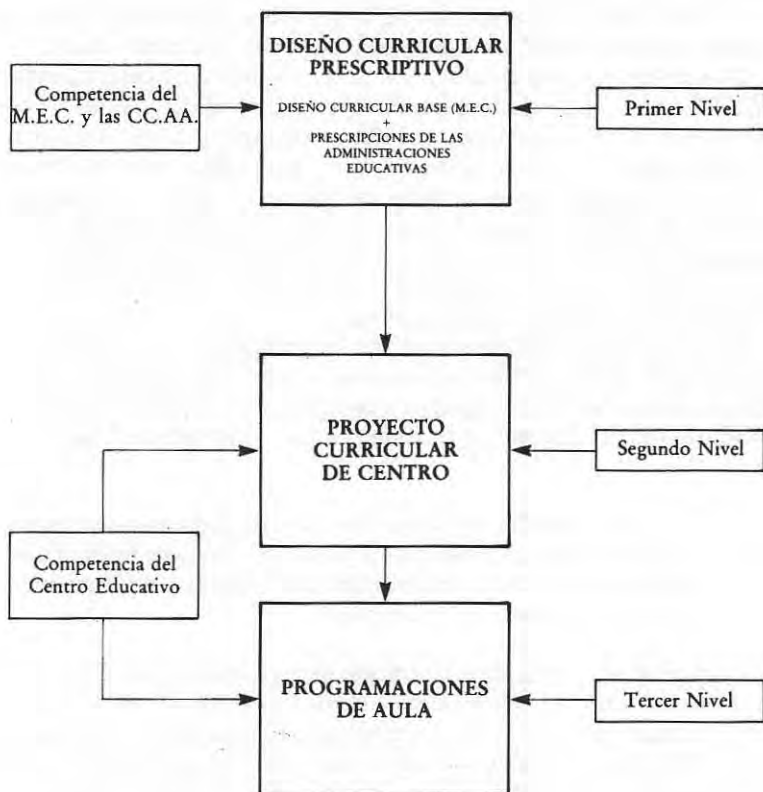 DISEÑO CURRICULAR
PRESCRIPTIVO
DISEÑO CURRICULAR BASE (M.E.C.)
+
PRESCRIPCIONES DE LAS
ADMINISTRACIONES
EDUCATIVAS
Competencia del
M.E.C. y las CC.AA.
Primer Nivel
PROYECTO
CURRICULAR
DE CENTRO
Segundo Nivel
Competencia del
Centro Educativo
PROGRAMACIONES
DE AULA
Tercer Nivel